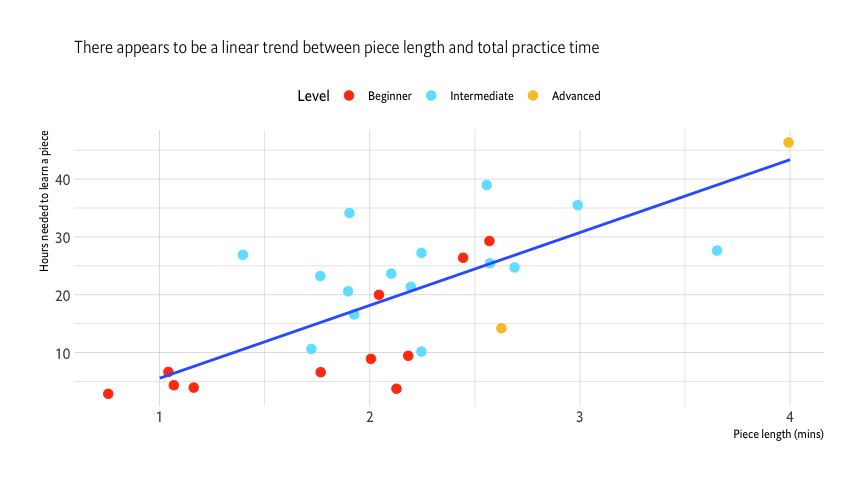 There appears to be a linear trend between piece length and total practice time
Level Beginner Intermediate Advanced
Hours needed to learn a piece
40
30
20
10
1 2 3 4
Piece length (mins)